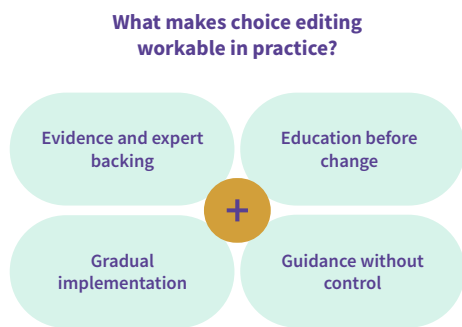 What makes choice editing
workable in practice?
Evidence and expert
backing
Education before
change
+
Gradual
implementation
Guidance without
control